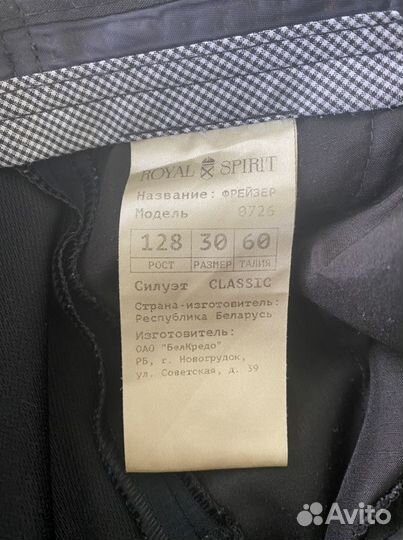 ROYAL SPIRIT
Название: ФРЕЙЗЕР
Модель 0726
128 30 60
РОСТ РАЗМЕР ТАЛИЯ
Силуэт CLASSIC
Страна-изготовитель:
Республика Беларусь
Изготовитель:
ОАО "БелКредо"
РБ, г. Новогрудок,
ул. Советская, д. 39
Avito